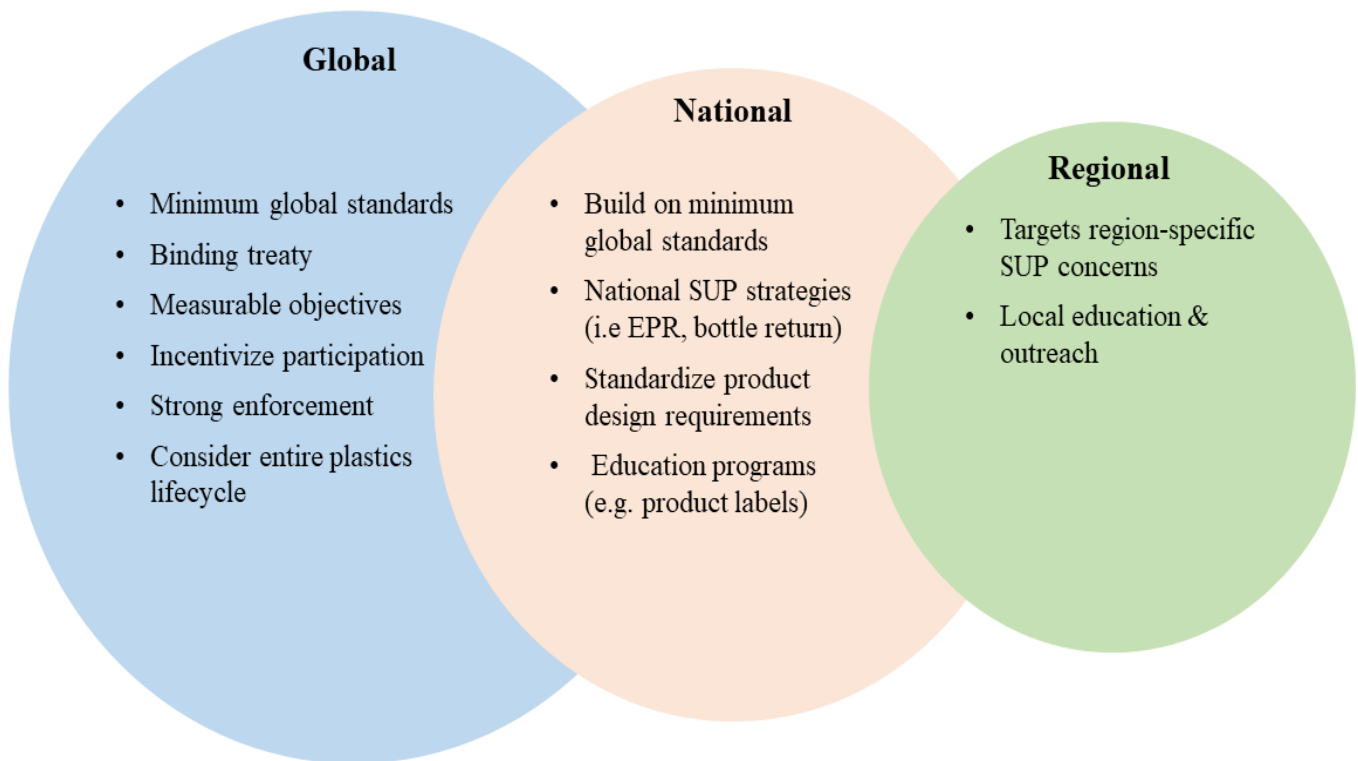 Global
• Minimum global standards
• Binding treaty
• Measurable objectives
• Incentivize participation
• Strong enforcement
• Consider entire plastics
lifecycle
National
• Build on minimum
global standards
• National SUP strategies
(i.e EPR, bottle return)
• Standardize product
design requirements
• Education programs
(e.g. product labels)
Regional
• Targets region-specific
SUP concerns
• Local education &
outreach